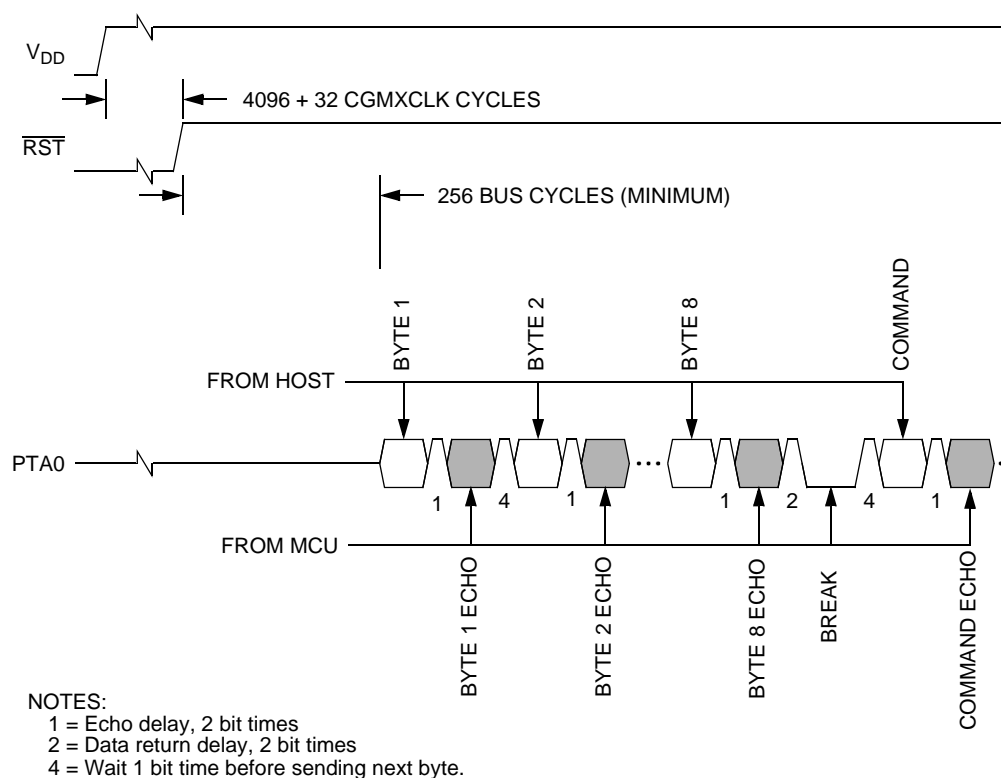 VDD
4096 + 32 CGMXCLK CYCLES
RST
256 BUS CYCLES (MINIMUM)
BYTE 1
BYTE 2
BYTE 8
COMMAND
FROM HOST
PTA0
1
4
1
1
2
4
1
FROM MCU
BYTE 1 ECHO
BYTE 2 ECHO
BYTE 8 ECHO
BREAK
COMMAND ECHO
NOTES:
1 = Echo delay, 2 bit times
2 = Data return delay, 2 bit times
4 = Wait 1 bit time before sending next byte.